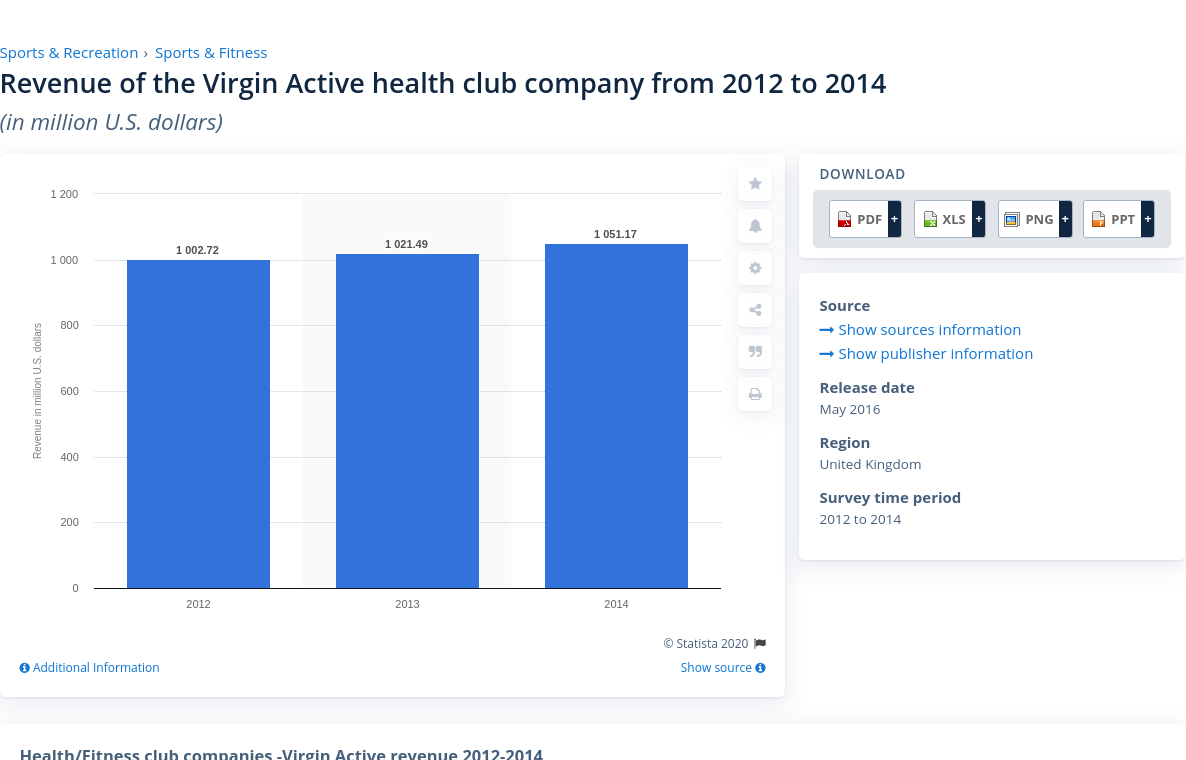 Sports & Recreation › Sports & Fitness
Revenue of the Virgin Active health club company from 2012 to 2014
(in million U.S. dollars)
1 200
1 000
800
600
400
200
0
Revenue in million U.S. dollars
1 002.72
1 021.49
1 051.17
2012
2013
2014
© Statista 2020
Additional Information
Show source
DOWNLOAD
PDF + XLS + PNG + PPT +
Source
Show sources information
Show publisher information
Release date
May 2016
Region
United Kingdom
Survey time period
2012 to 2014
Health/Fitness club companies -Virgin Active revenue 2012-2014